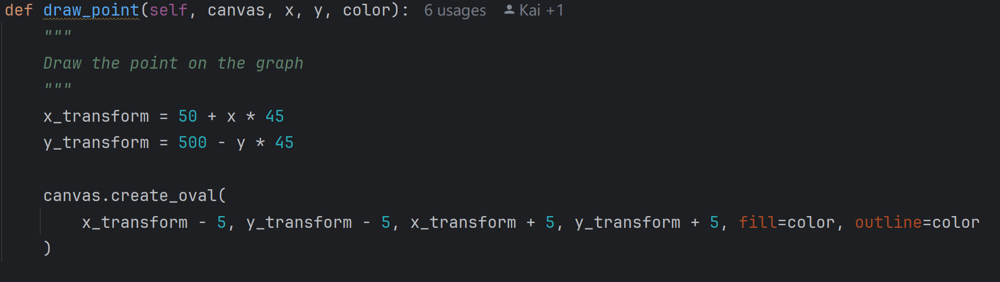 def draw_point(self, canvas, x, y, color): 6 usages Kai +1
"""
Draw the point on the graph
"""
x_transform = 50 + x * 45
y_transform = 500 - y * 45
canvas.create_oval(
x_transform - 5, y_transform - 5, x_transform + 5, y_transform + 5, fill=color, outline=color
)